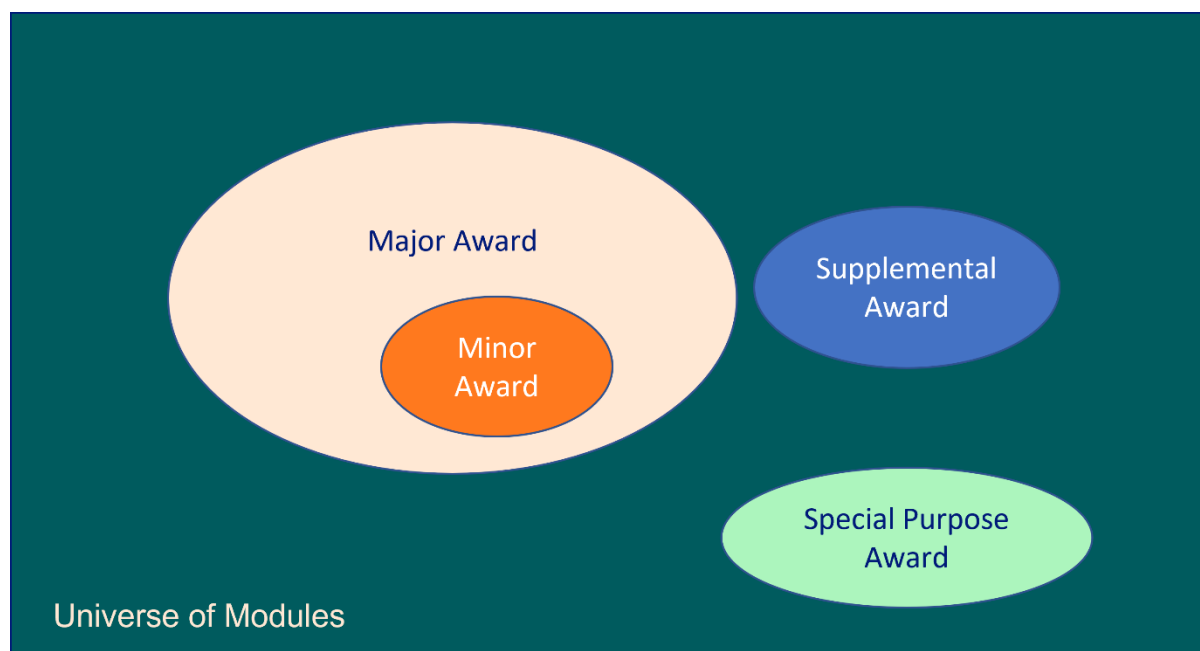 Major Award
Minor
Award
Supplemental
Award
Special Purpose
Award
Universe of Modules